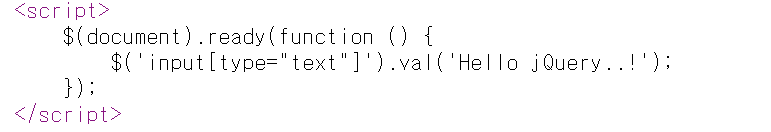 <script>
    $(document).ready(function () {
        $('input[type="text"]').val('Hello jQuery..!');
    });
</script>